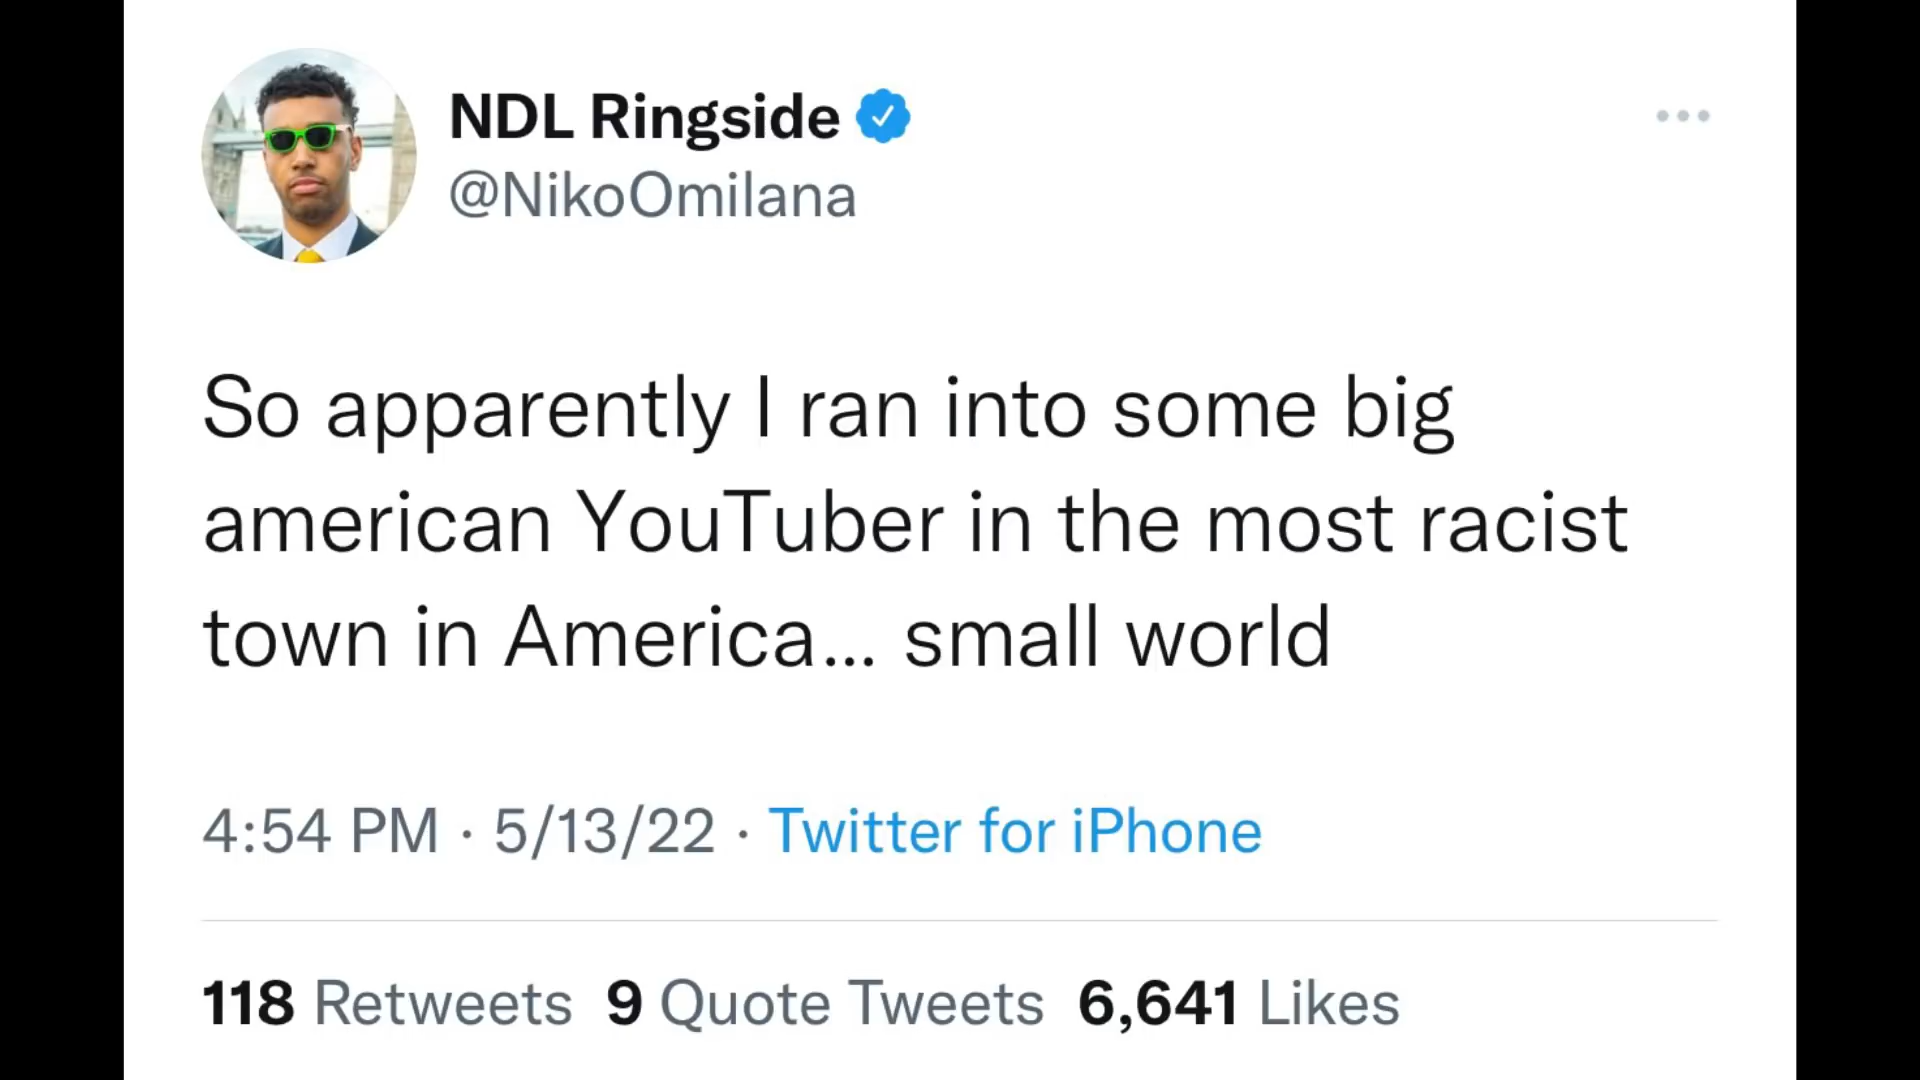 NDL Ringside
@NikoOmilana
So apparently I ran into some big
american YouTuber in the most racist
town in America... small world
4:54 PM · 5/13/22 · Twitter for iPhone
118 Retweets 9 Quote Tweets 6,641 Likes